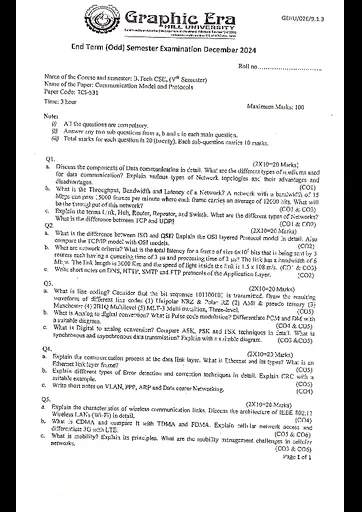 Graphic Era
HILL UNIVERSITY
GEHU/02E/9.1.3
End Term (Odd) Semester Examination December 2024
Roll no
Name of the Course and semester: B.Tech CSE, (Vth Semester)
Name of the Paper: Communication Model and Protocols
Paper Code: TCS-531
Time: 3 hour
Maximum Marks: 100
Note:
(i) All the questions are compulsory.
(ii) Answer any two sub questions from a, b and c in each main question.
(iii) Total marks for each question is 20 (twenty). Each sub-question carries 10 marks.
Q1.
(2X10=20 Marks)
a. Discuss the components of Data communication in detail. What are the different types of mediums used
for data communication? Explain various types of Network topologies and their advantages and
disadvantages.
(CO1)
b. What is the Throughput, Bandwidth and Latency of a Network? A network with a bandwidth of 15
Mbps can pass 15000 frames per minute where each frame carries an average of 12000 bits. What will
be the throughput of this network?
(CO1 & CO2)
c. Explain the terms Link, Hub, Router, Repeater, and Switch. What are the different types of Networks?
What is the difference between TCP and UDP?
(CO1 & CO2)
Q2.
(2X10=20 Marks)
a. What is the difference between ISO and OSI? Explain the OSI layered Protocol model in detail. Also
compare the TCP/IP model with OSI models.
(CO2)
b. What are network criteria? What is the total latency for a frame of size
bits that is being sent by 3
routers each having a queuing time of 3 µs and processing time of 2 µs? The link has a bandwidth of 6
Mbps. The link length is 3000 Km and the speed of light inside the link is
m/s. (CO1 & CO3)
c. Write short notes on DNS, HTTP, SMTP and FTP protocols of the Application Layer.
(CO2)
Q3.
(2X10=20 Marks)
a. What is line coding? Consider that the bit sequence
is transmitted. Draw the resulting
waveform of different line codes (1) Unipolar NRZ & Polar RZ (2) AMI & pseudo ternary (3)
Manchester (4) 2B1Q Multilevel (5) MLT-3 Multi transition, Three-level.
(CO5)
b. What is Analog to digital conversion? What is Pulse code modulation? Differentiate PCM and DM with
a suitable diagram.
(CO4 & CO5)
c. What is Digital to analog conversion? Compare ASK, PSK and FSK techniques in detail. What is
synchronous and asynchronous data transmission? Explain with a suitable diagram.
(CO3 & CO5)
Q4.
(2X10=20 Marks)
a. Explain the communication process at the data link layer. What is Ethernet and its types? What is an
Ethernet link layer frame?
(CO5)
b. Explain different types of Error detection and correction techniques in detail. Explain CRC with a
suitable example.
(CO5)
c. Write short notes on VLAN, PPP, ARP and Data center Networking.
(CO4)
Q5.
(2X10=20 Marks)
a. Explain the characteristics of wireless communication links. Discuss the architecture of IEEE 802.11
Wireless LANs (Wi-Fi) in detail.
(CO4)
b. What is CDMA and compare it with TDMA and FDMA. Explain cellular network access and
differentiate 3G with LTE.
(CO5 & CO6)
c. What is mobility? Explain its principles. What are the mobility management challenges in cellular
networks.
(CO3 & CO6)
Page 1 of 1